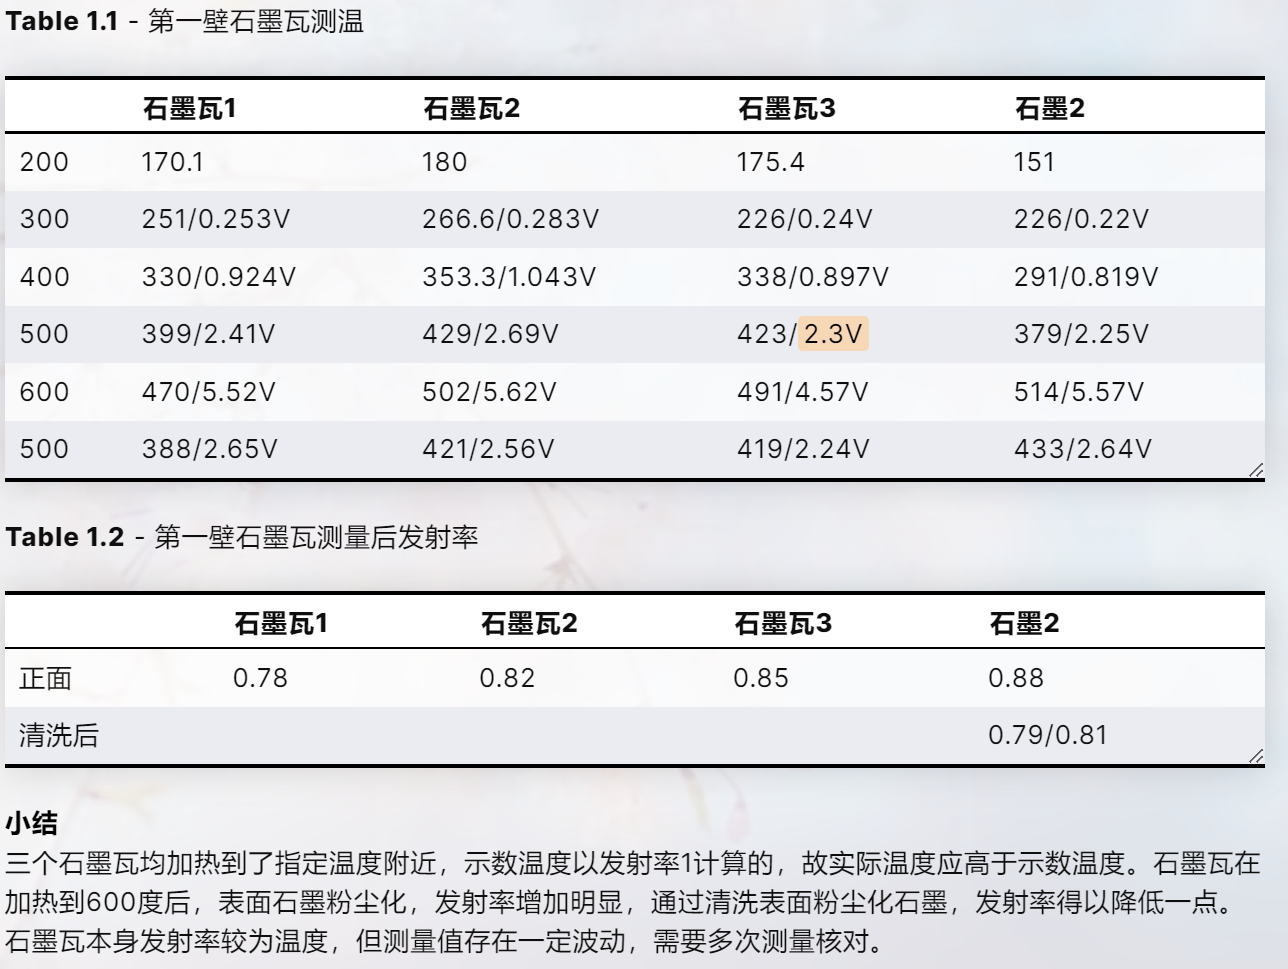 Table 1.1 - 第一壁石墨瓦测温
石墨瓦1 石墨瓦2 石墨瓦3 石墨2
200 170.1 180 175.4 151
300 251/0.253V 266.6/0.283V 226/0.24V 226/0.22V
400 330/0.924V 353.3/1.043V 338/0.897V 291/0.819V
500 399/2.41V 429/2.69V 423/2.3V 379/2.25V
600 470/5.52V 502/5.62V 491/4.57V 514/5.57V
500 388/2.65V 421/2.56V 419/2.24V 433/2.64V
Table 1.2 - 第一壁石墨瓦测量后发射率
石墨瓦1 石墨瓦2 石墨瓦3 石墨2
正面 0.78 0.82 0.85 0.88
清洗后 0.79/0.81
小结
三个石墨瓦均加热到了指定温度附近，示数温度以发射率1计算的，故实际温度应高于示数温度。石墨瓦在
加热到600度后，表面石墨粉尘化，发射率增加明显，通过清洗表面粉尘化石墨，发射率得以降低一点。
石墨瓦本身发射率较为温度，但测量值存在一定波动，需要多次测量核对。